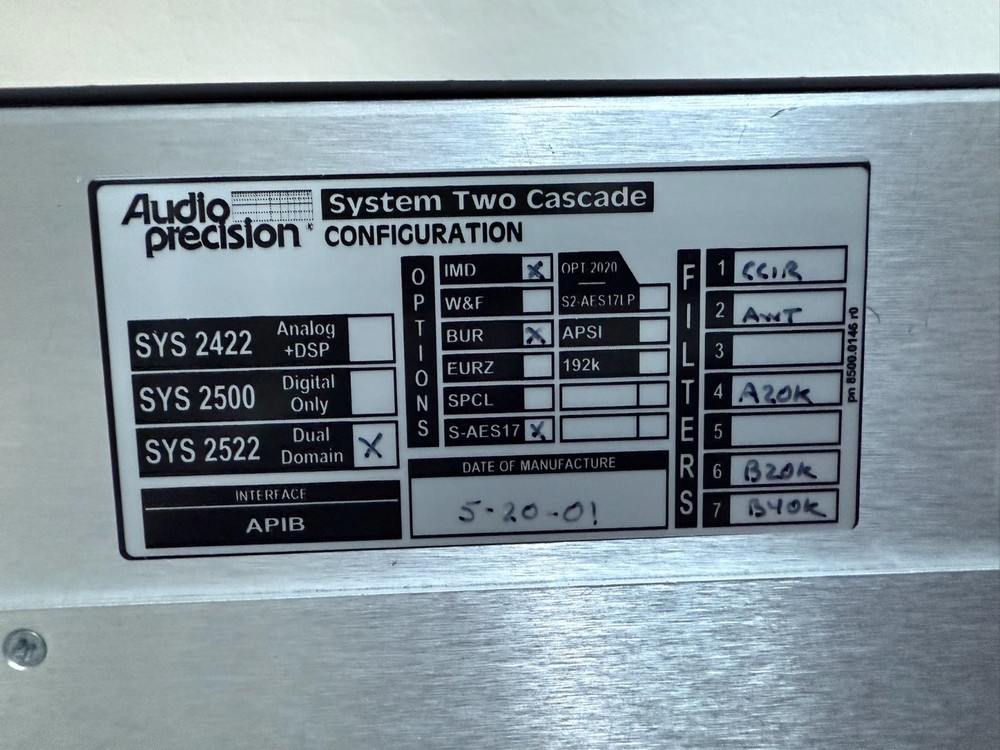 Audio precision
System Two Cascade
CONFIGURATION
SYS 2422 Analog +DSP
SYS 2500 Digital Only
SYS 2522 Dual Domain X
INTERFACE
APIB
OPTIONS
IMD X
W&F
BUR X
EURZ
SPCL
S-AES17 X
OPT 2020
S2-AES17LP
APSI
192k
DATE OF MANUFACTURE
5-20-01
FILTERS
1 CCIR
2 AWT
3
4 A20K
5
6 B20K
7 B40K
pn 8500.0146 r0